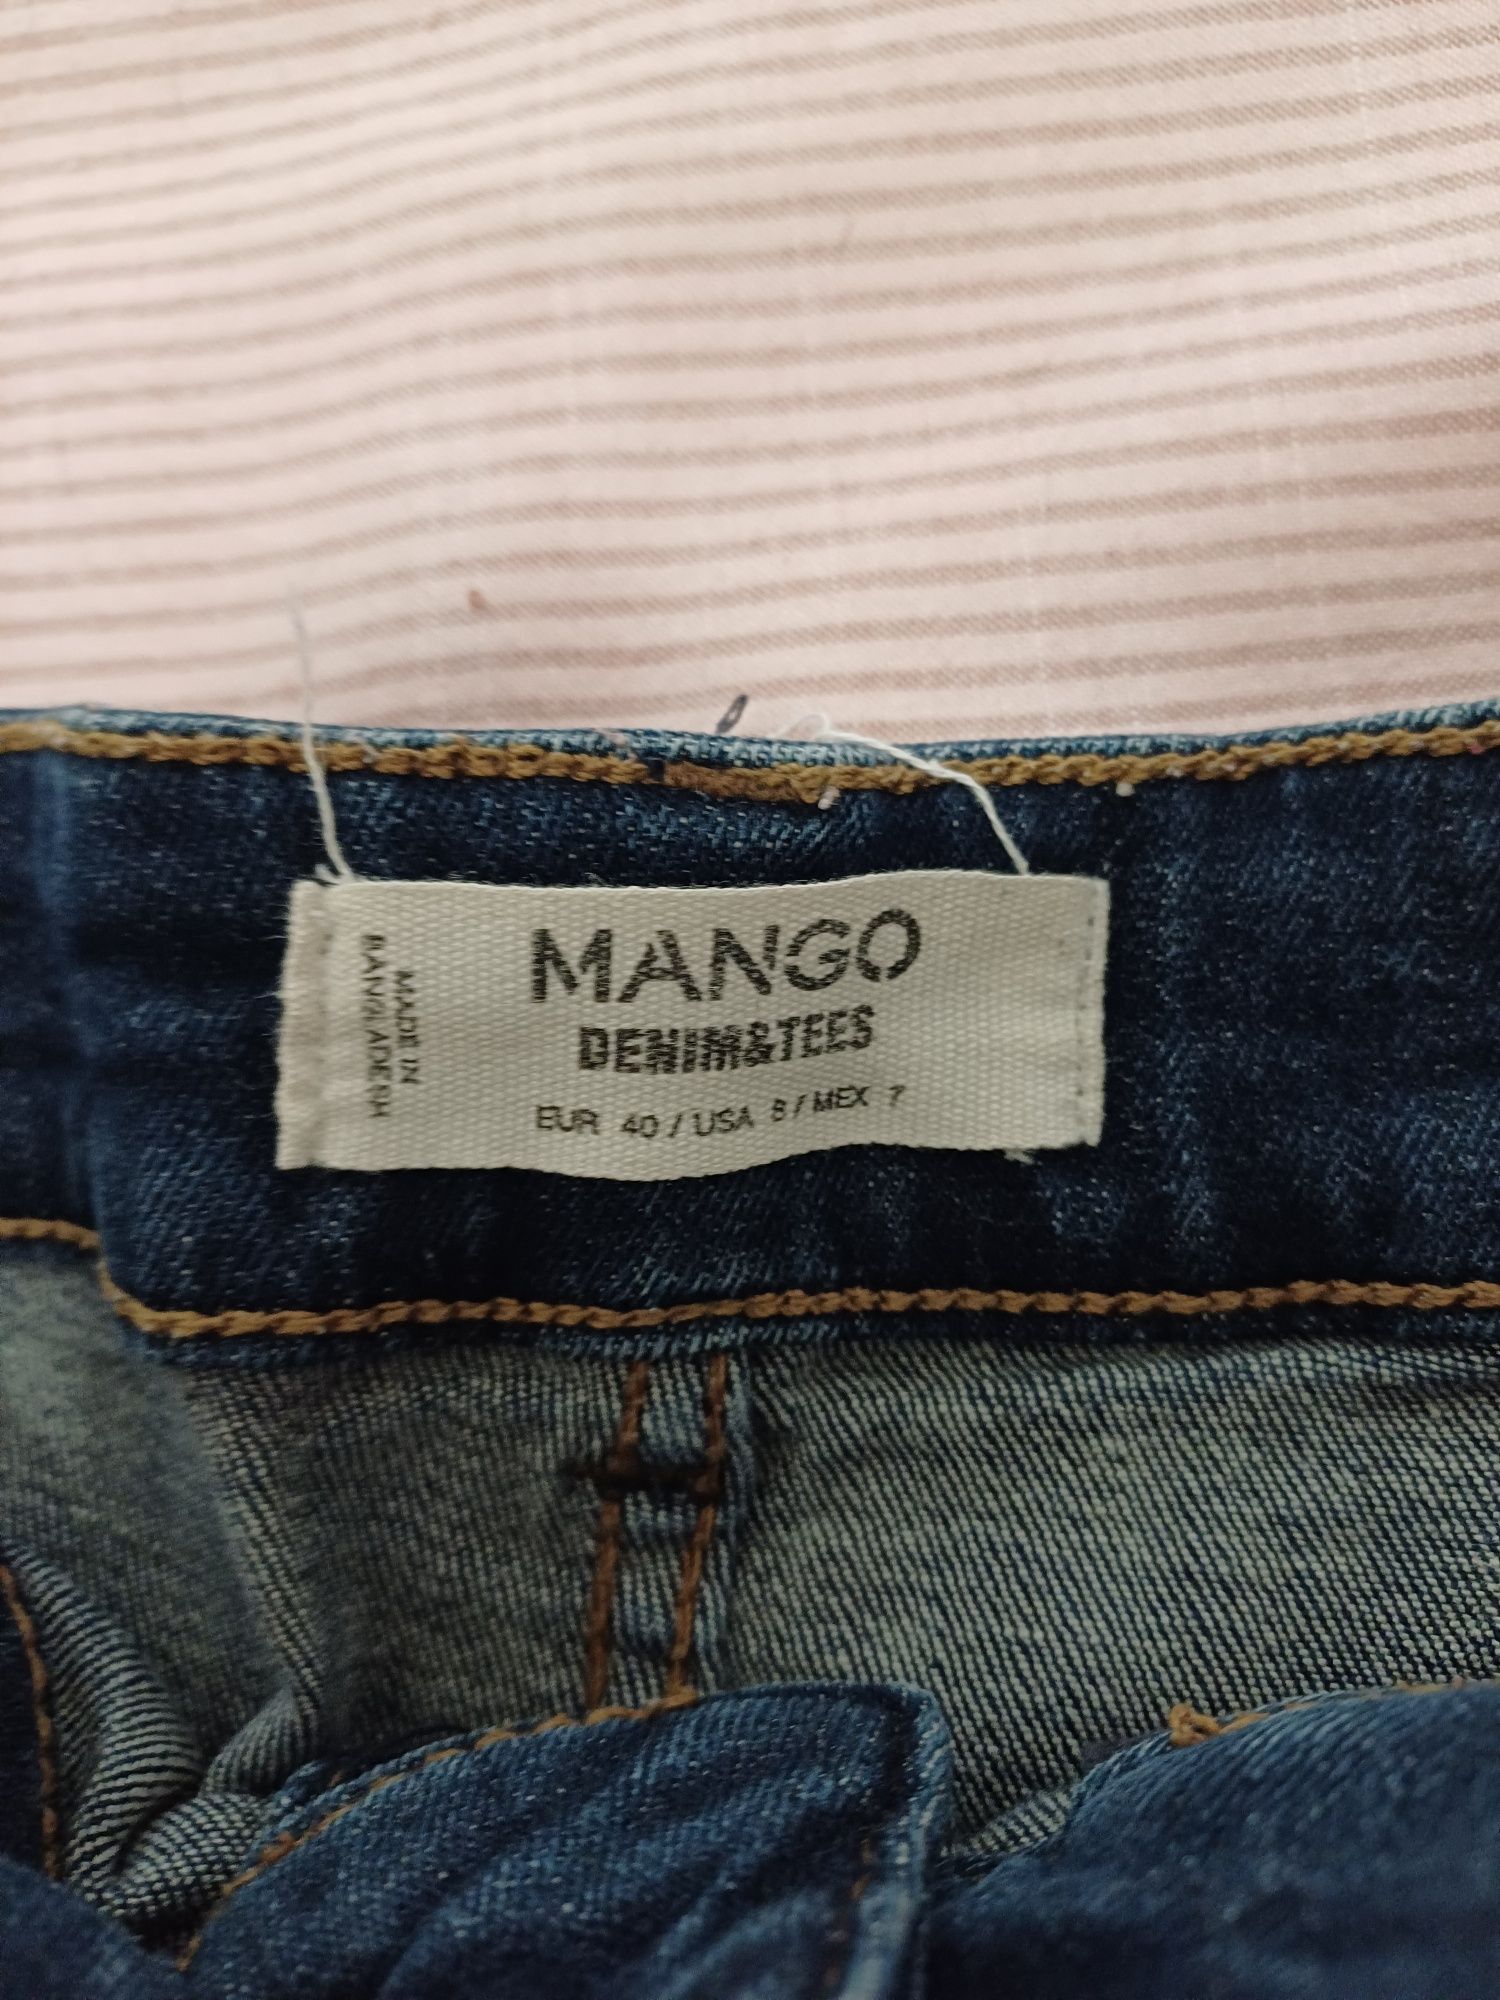 MANGO
DENIM&TEES
EUR 40 / USA 8 / MEX 7
MADE IN
BANGLADESH